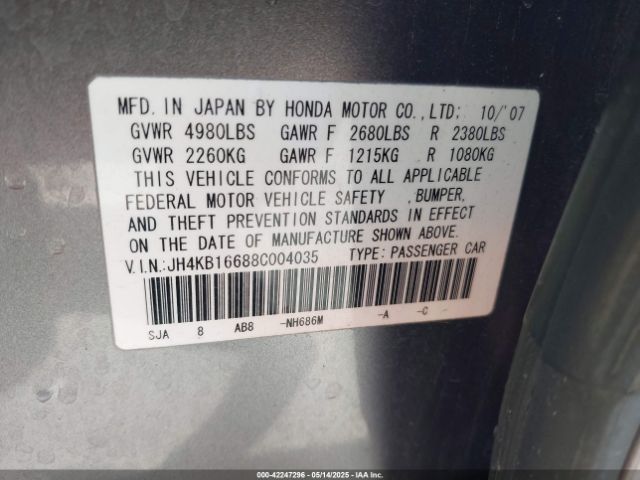 MFD. IN JAPAN BY HONDA MOTOR CO.,LTD: 10/'07
GVWR 4980LBS GAWR F 2680LBS R 2380LBS
GVWR 2260KG GAWR F 1215KG R 1080KG
THIS VEHICLE CONFORMS TO ALL APPLICABLE
FEDERAL MOTOR VEHICLE SAFETY ,BUMPER,
AND THEFT PREVENTION STANDARDS IN EFFECT
ON THE DATE OF MANUFACTURE SHOWN ABOVE.
V.I.N.:JH4KB16688C004035 TYPE: PASSENGER CAR
SJA 8 AB8 -NH686M -A -C
000-42247296 - 05/14/2025 - IAAI, Inc.